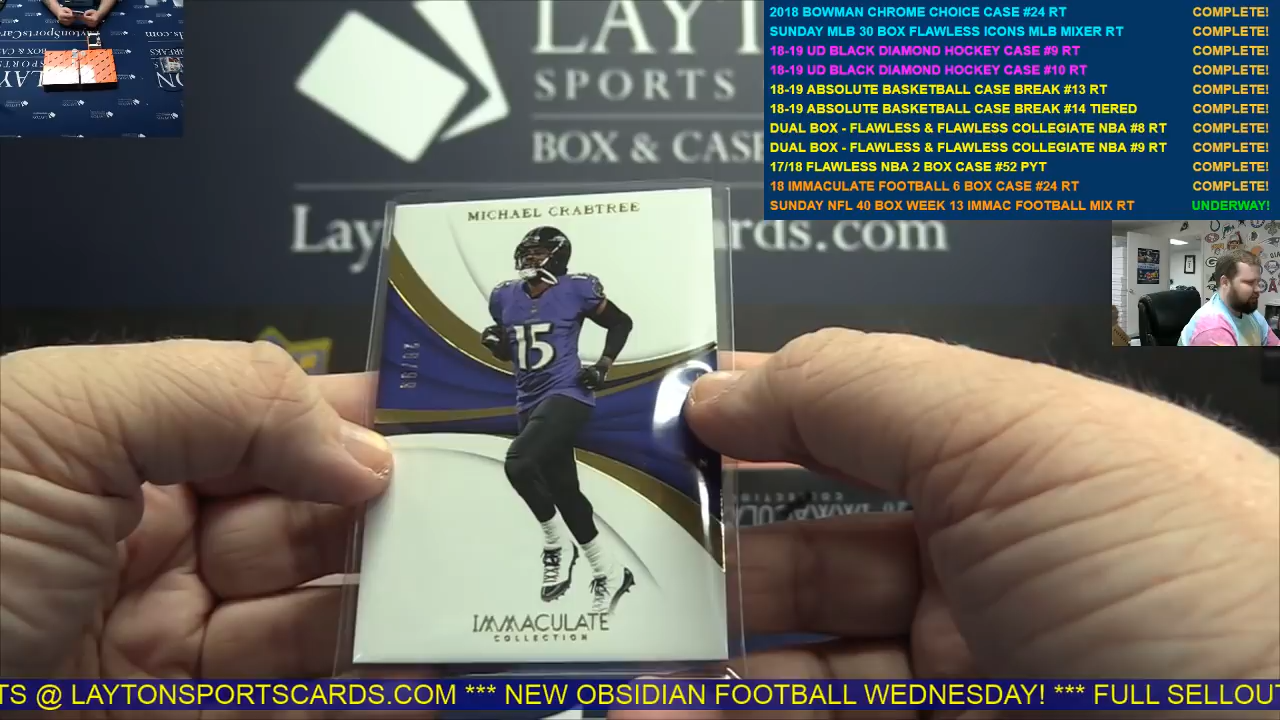 2018 BOWMAN CHROME CHOICE CASE #24 RT COMPLETE!
SUNDAY MLB 30 BOX FLAWLESS ICONS MLB MIXER RT COMPLETE!
18-19 UD BLACK DIAMOND HOCKEY CASE #9 RT COMPLETE!
18-19 UD BLACK DIAMOND HOCKEY CASE #10 RT COMPLETE!
18-19 ABSOLUTE BASKETBALL CASE BREAK #13 RT COMPLETE!
18-19 ABSOLUTE BASKETBALL CASE BREAK #14 TIERED COMPLETE!
DUAL BOX - FLAWLESS & FLAWLESS COLLEGIATE NBA #8 RT COMPLETE!
DUAL BOX - FLAWLESS & FLAWLESS COLLEGIATE NBA #9 RT COMPLETE!
17/18 FLAWLESS NBA 2 BOX CASE #52 PYT COMPLETE!
18 IMMACULATE FOOTBALL 6 BOX CASE #24 RT COMPLETE!
SUNDAY NFL 40 BOX WEEK 13 IMMAC FOOTBALL MIX RT UNDERWAY!
LAYT
SPORTS
BOX & CASE
Lay rds.com
MICHAEL CRABTREE
15
IMMACULATE
COLLECTION
TS @ LAYTONSPORTSCARDS.COM *** NEW OBSIDIAN FOOTBALL WEDNESDAY! *** FULL SELLOUT